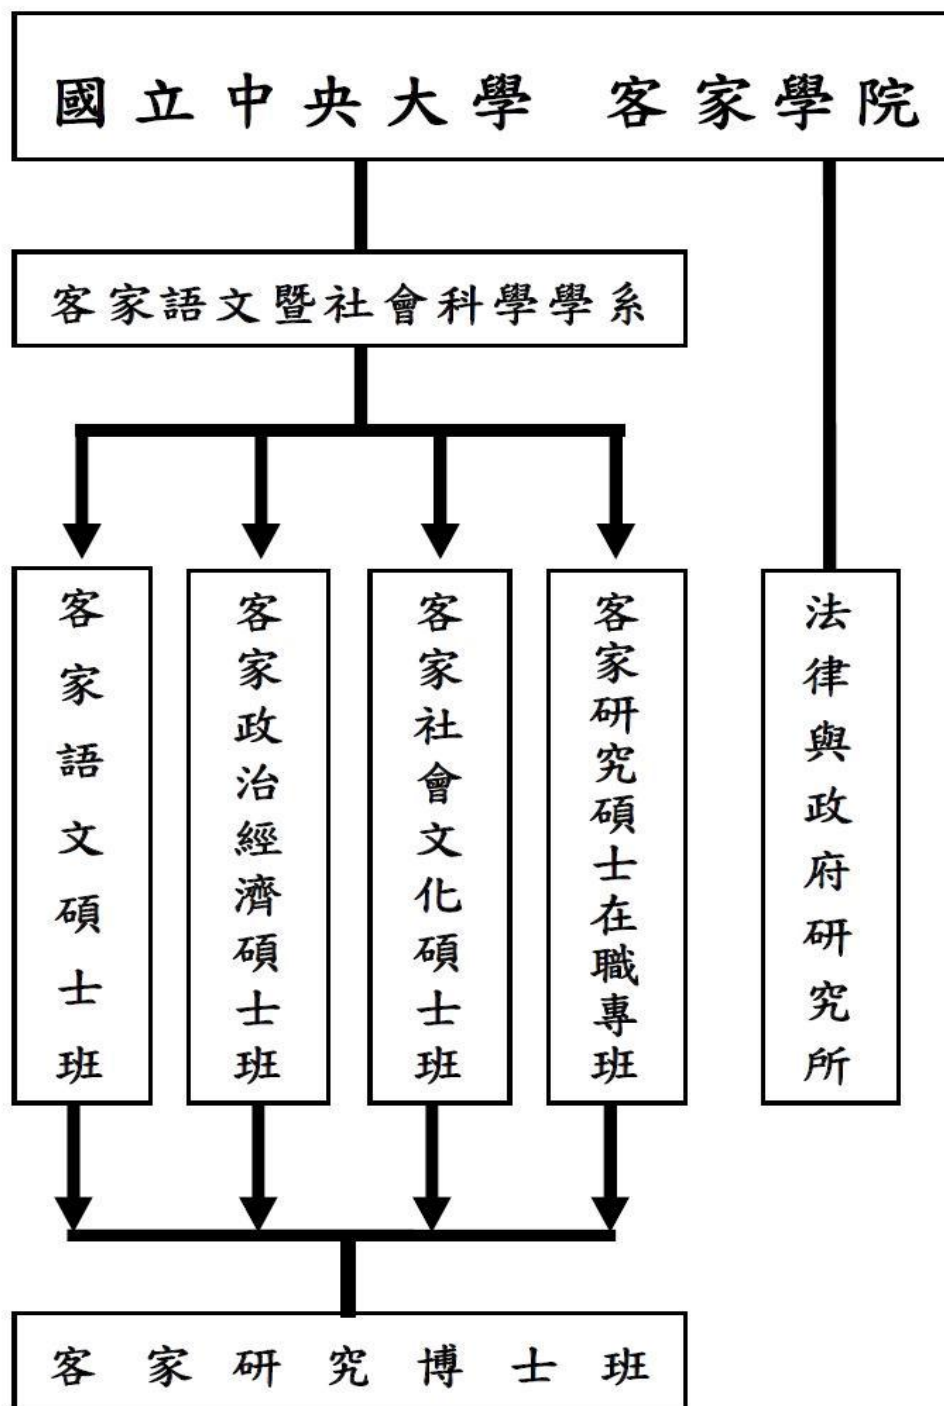 國立中央大學 客家學院
客家語文暨社會科學學系
客家語文碩士班
客家政治經濟碩士班
客家社會文化碩士班
客家研究碩士在職專班
法律與政府研究所
客家研究博士班